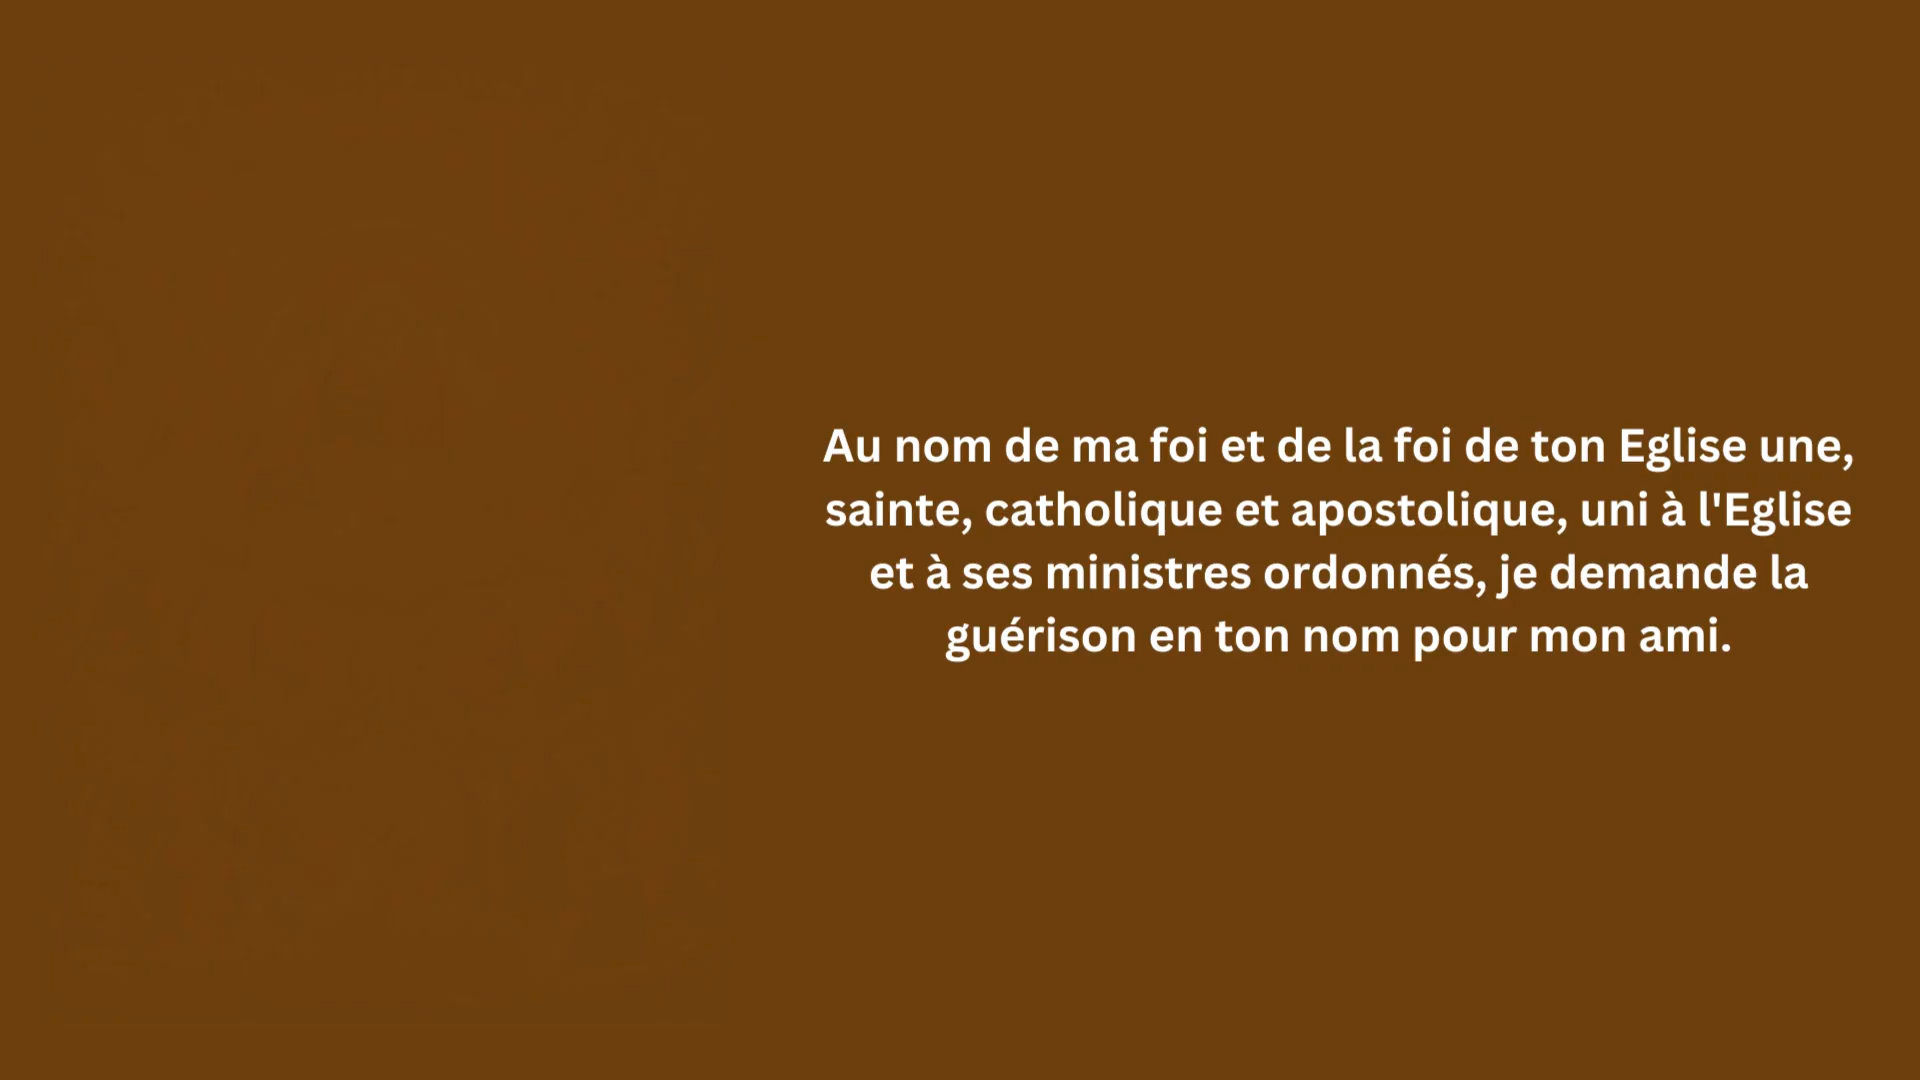 Au nom de ma foi et de la foi de ton Eglise une,
sainte, catholique et apostolique, uni à l'Eglise
et à ses ministres ordonnés, je demande la
guérison en ton nom pour mon ami.